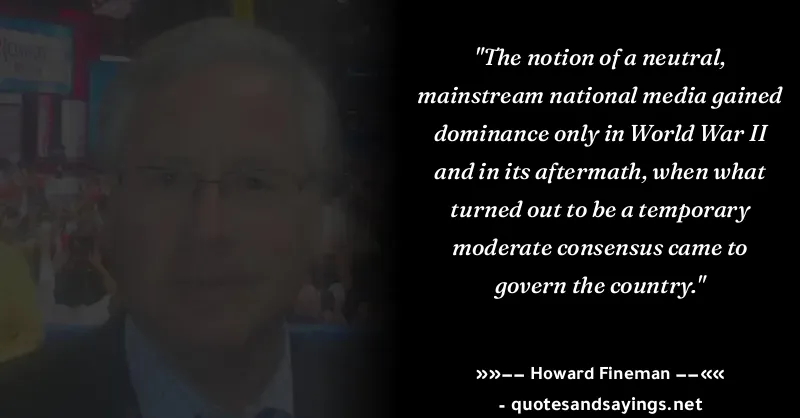 "The notion of a neutral,
mainstream national media gained
dominance only in World War II
and in its aftermath, when what
turned out to be a temporary
moderate consensus came to
govern the country."
»»–– Howard Fineman ––««
- quotesandsayings.net